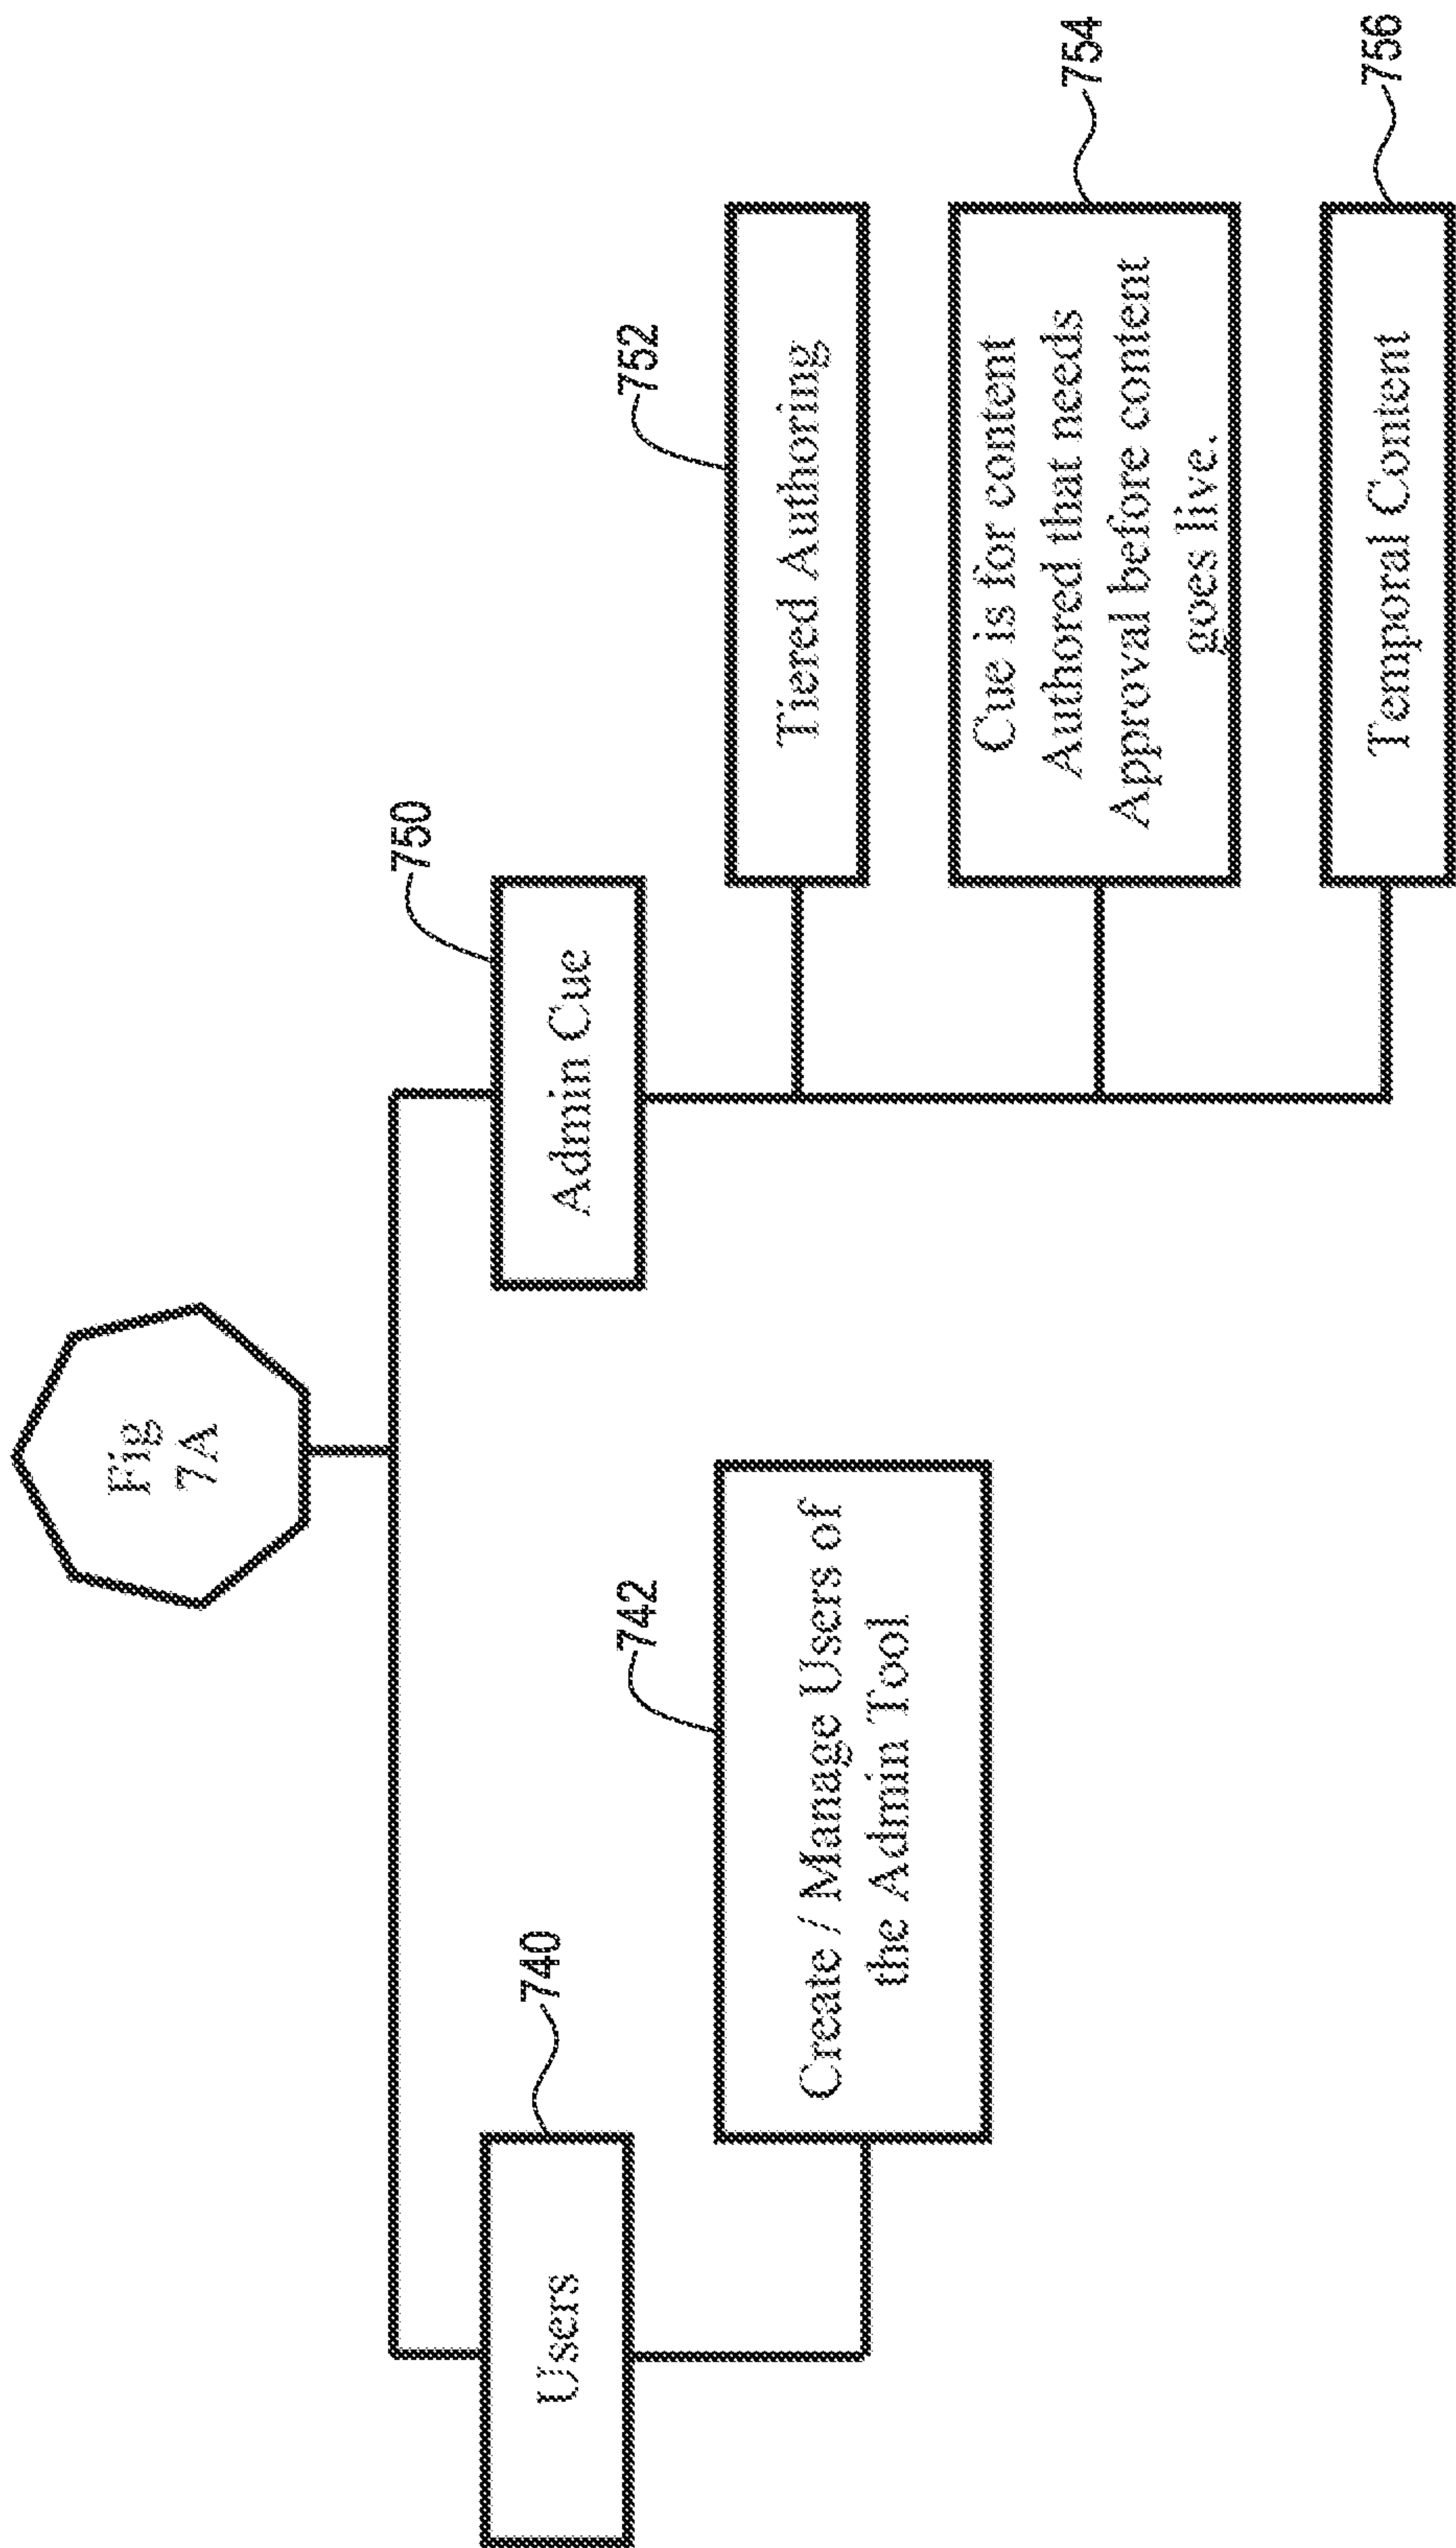 Fig
7A
Users
740
Create / Manage Users of
the Admin Tool
742
Admin Cue
750
Tiered Authoring
752
Cue is for content
Authored that needs
Approval before content
goes live.
754
Temporal Content
756